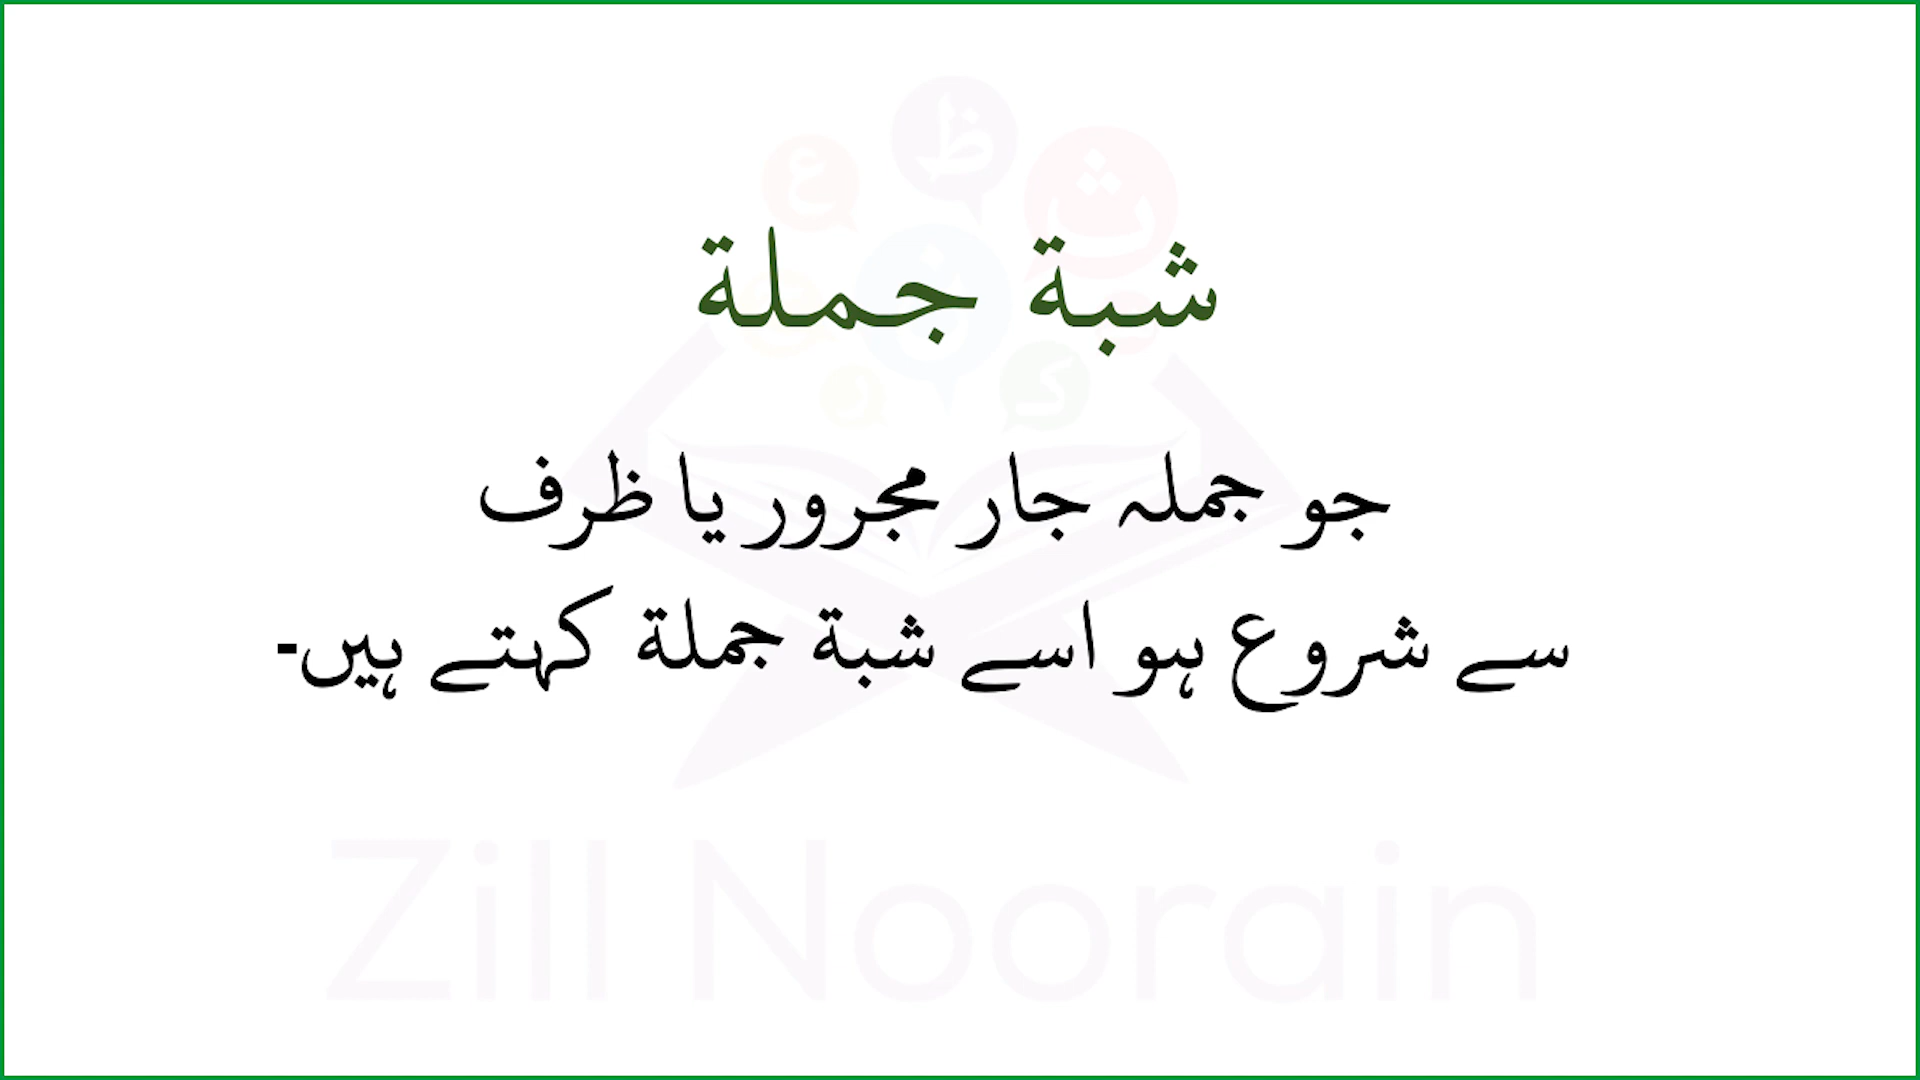 شبة جملة
جو جملہ جار مجرور یا ظرف
سے شروع ہو اسے شبة جملة کہتے ہیں-
Zill Noorain